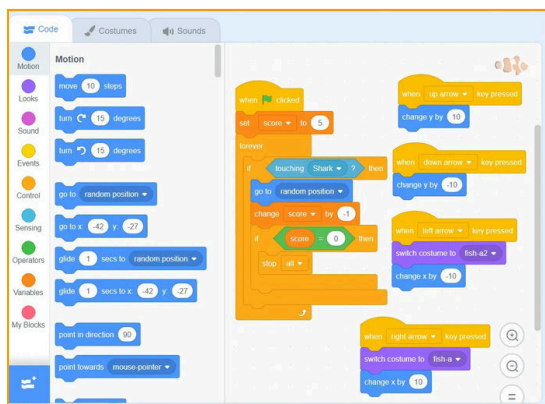 Code
Costumes
Sounds
Motion
Looks
Sound
Events
Control
Sensing
Operators
Variables
My Blocks
Motion
move 10 steps
turn 15 degrees
turn 15 degrees
go to random position
go to x: -42 y: -27
glide 1 secs to random position
glide 1 secs to x: -42 y: -27
point in direction 90
point towards mouse-pointer
when clicked
set score to 5
forever
if touching Shark ? then
go to random position
change score by -1
if score = 0 then
stop all
when up arrow key pressed
change y by 10
when down arrow key pressed
change y by -10
when left arrow key pressed
switch costume to fish-a2
change x by -10
when right arrow key pressed
switch costume to fish-a
change x by 10